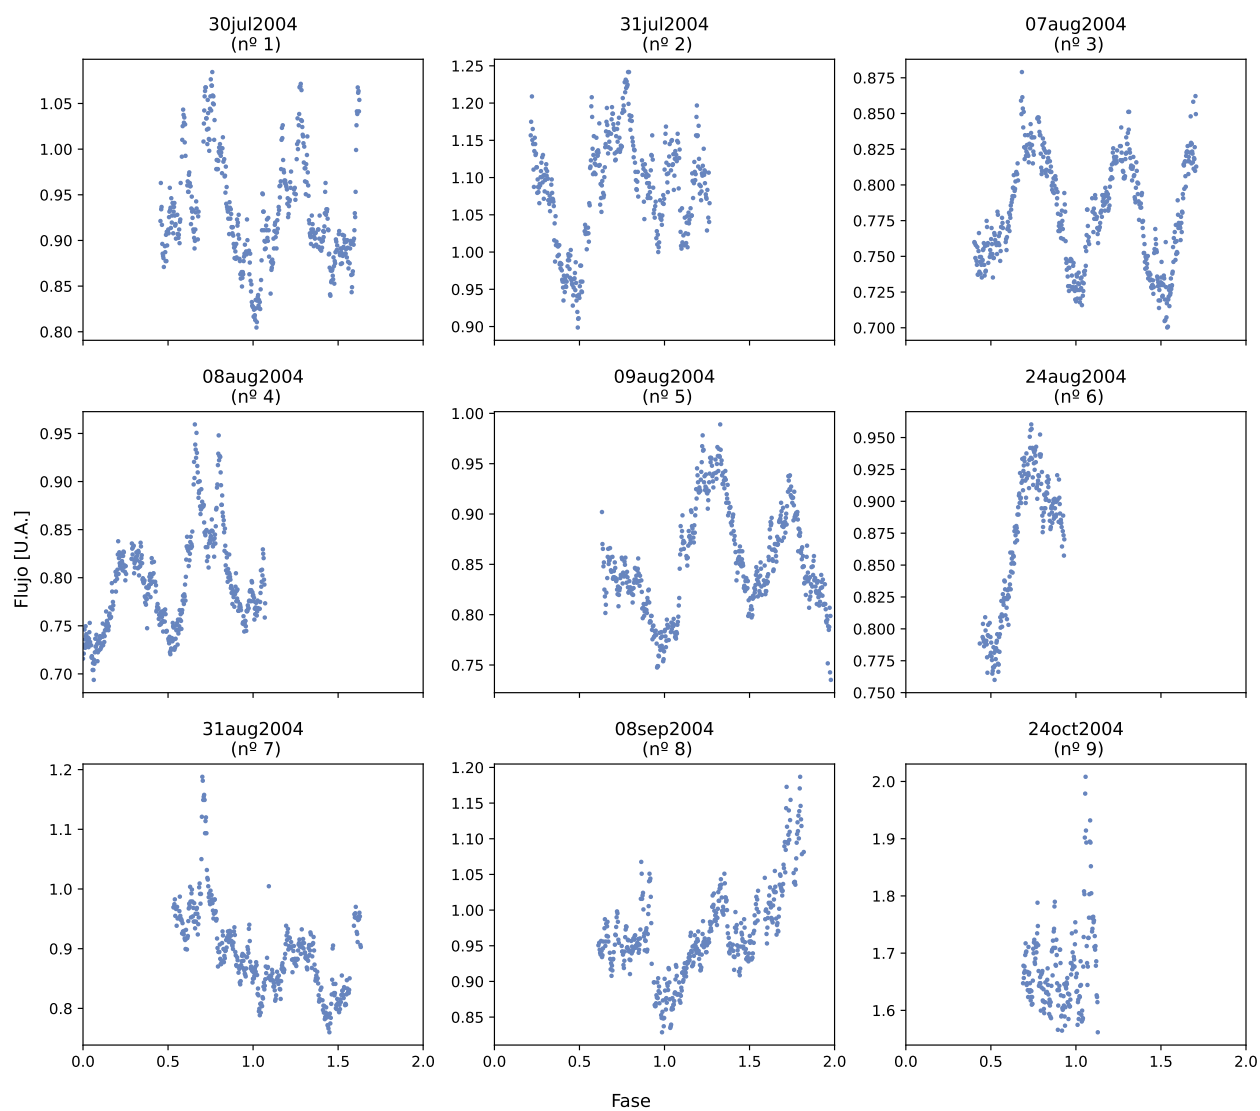 30jul2004
(nº 1)
31jul2004
(nº 2)
07aug2004
(nº 3)
1.05
1.00
0.95
0.90
0.85
0.80
1.25
1.20
1.15
1.10
1.05
1.00
0.95
0.90
0.875
0.850
0.825
0.800
0.775
0.750
0.725
0.700
08aug2004
(nº 4)
09aug2004
(nº 5)
24aug2004
(nº 6)
Flujo [U.A.]
0.95
0.90
0.85
0.80
0.75
0.70
1.00
0.95
0.90
0.85
0.80
0.75
0.950
0.925
0.900
0.875
0.850
0.825
0.800
0.775
0.750
31aug2004
(nº 7)
08sep2004
(nº 8)
24oct2004
(nº 9)
1.2
1.1
1.0
0.9
0.8
0.0 0.5 1.0 1.5 2.0
1.20
1.15
1.10
1.05
1.00
0.95
0.90
0.85
0.0 0.5 1.0 1.5 2.0
2.0
1.9
1.8
1.7
1.6
0.0 0.5 1.0 1.5 2.0
Fase